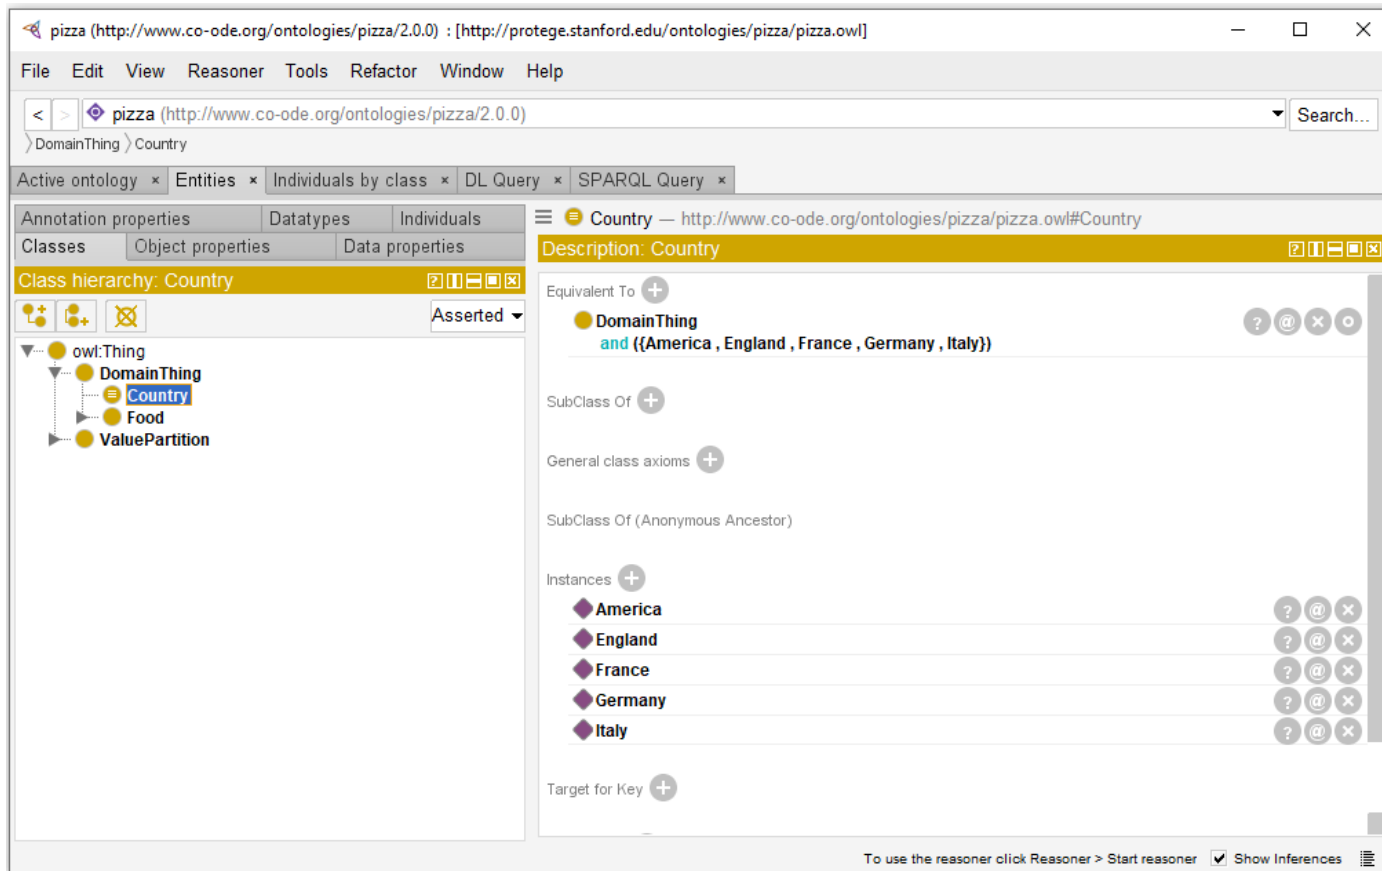 pizza (http://www.co-ode.org/ontologies/pizza/2.0.0) : [http://protege.stanford.edu/ontologies/pizza/pizza.owl]
File Edit View Reasoner Tools Refactor Window Help
< > pizza (http://www.co-ode.org/ontologies/pizza/2.0.0) Search...
DomainThing Country
Active ontology × Entities × Individuals by class × DL Query × SPARQL Query ×
Annotation properties Datatypes Individuals
Classes Object properties Data properties
Class hierarchy: Country
Asserted
owl:Thing
DomainThing
Country
Food
ValuePartition
Country — http://www.co-ode.org/ontologies/pizza/pizza.owl#Country
Description: Country
Equivalent To
DomainThing
and ({America , England , France , Germany , Italy})
SubClass Of
General class axioms
SubClass Of (Anonymous Ancestor)
Instances
America
England
France
Germany
Italy
Target for Key
To use the reasoner click Reasoner > Start reasoner Show Inferences